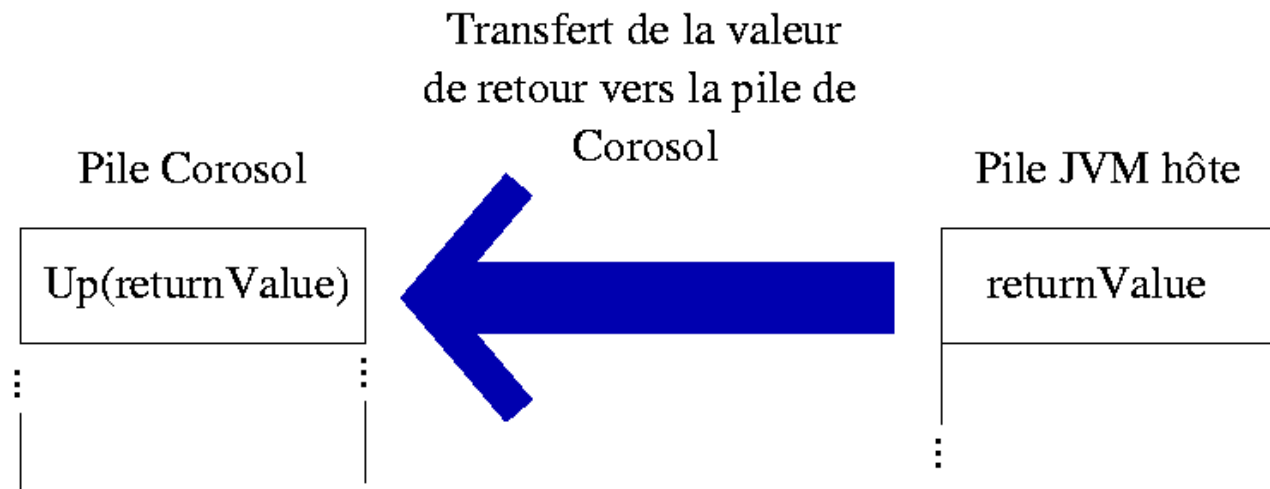 Transfert de la valeur
de retour vers la pile de
Corosol
Pile Corosol
Pile JVM hôte
Up(returnValue)
returnValue